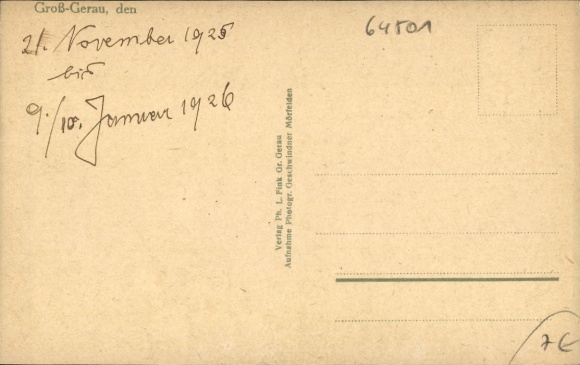 Groß-Gerau, den
21. November 1925
bis
9./10. Januar 1926
64501
Verlag Ph. L. Fink Gr. Gerau
Aufnahme Photogr. Geschwindner Mörfelden
7€